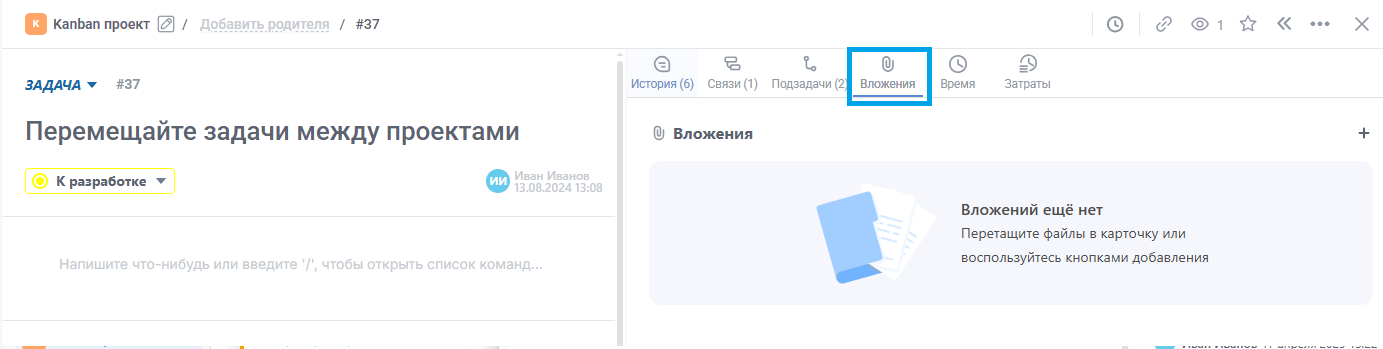 K Kanban проект / Добавить родителя / #37
1
ЗАДАЧА #37
Перемещайте задачи между проектами
К разработке
ИИ Иван Иванов
13.08.2024 13:08
Напишите что-нибудь или введите '/', чтобы открыть список команд...
История (6) Связи (1) Подзадачи (2) Вложения Время Затраты
Вложения
Вложений ещё нет
Перетащите файлы в карточку или
воспользуйтесь кнопками добавления